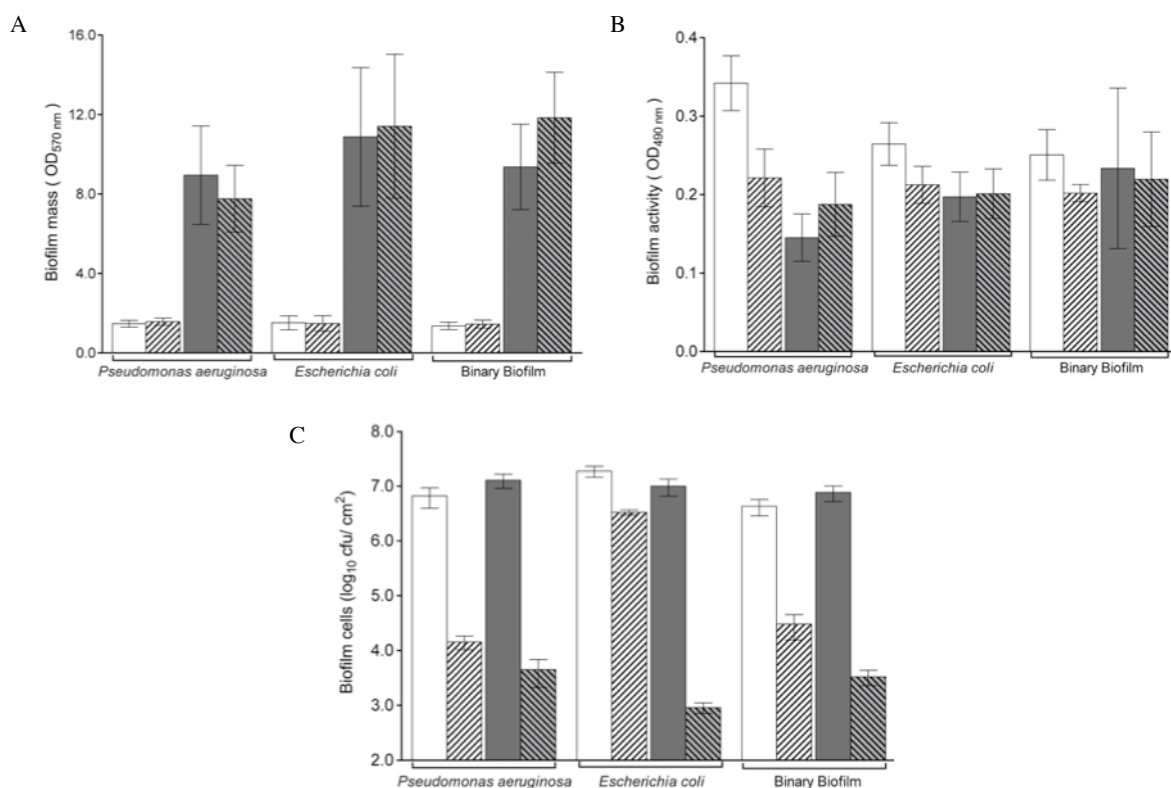 A
Biofilm mass ( OD570 nm )
16.0
12.0
8.0
4.0
0.0
Pseudomonas aeruginosa
Escherichia coli
Binary Biofilm
B
Biofilm activity ( OD490 nm )
0.4
0.3
0.2
0.1
0.0
Pseudomonas aeruginosa
Escherichia coli
Binary Biofilm
C
Biofilm cells (log10 cfu/ cm2)
8.0
7.0
6.0
5.0
4.0
3.0
2.0
Pseudomonas aeruginosa
Escherichia coli
Binary Biofilm